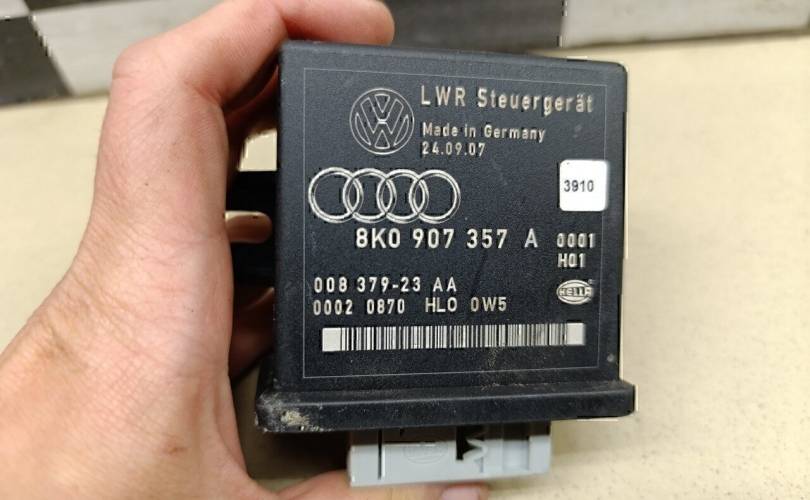 LWR Steuergerät
Made in Germany
24.09.07
3910
8K0 907 357 A 0001
H01
008 379-23 AA
0002 0870 HLO 0W5
HELLA